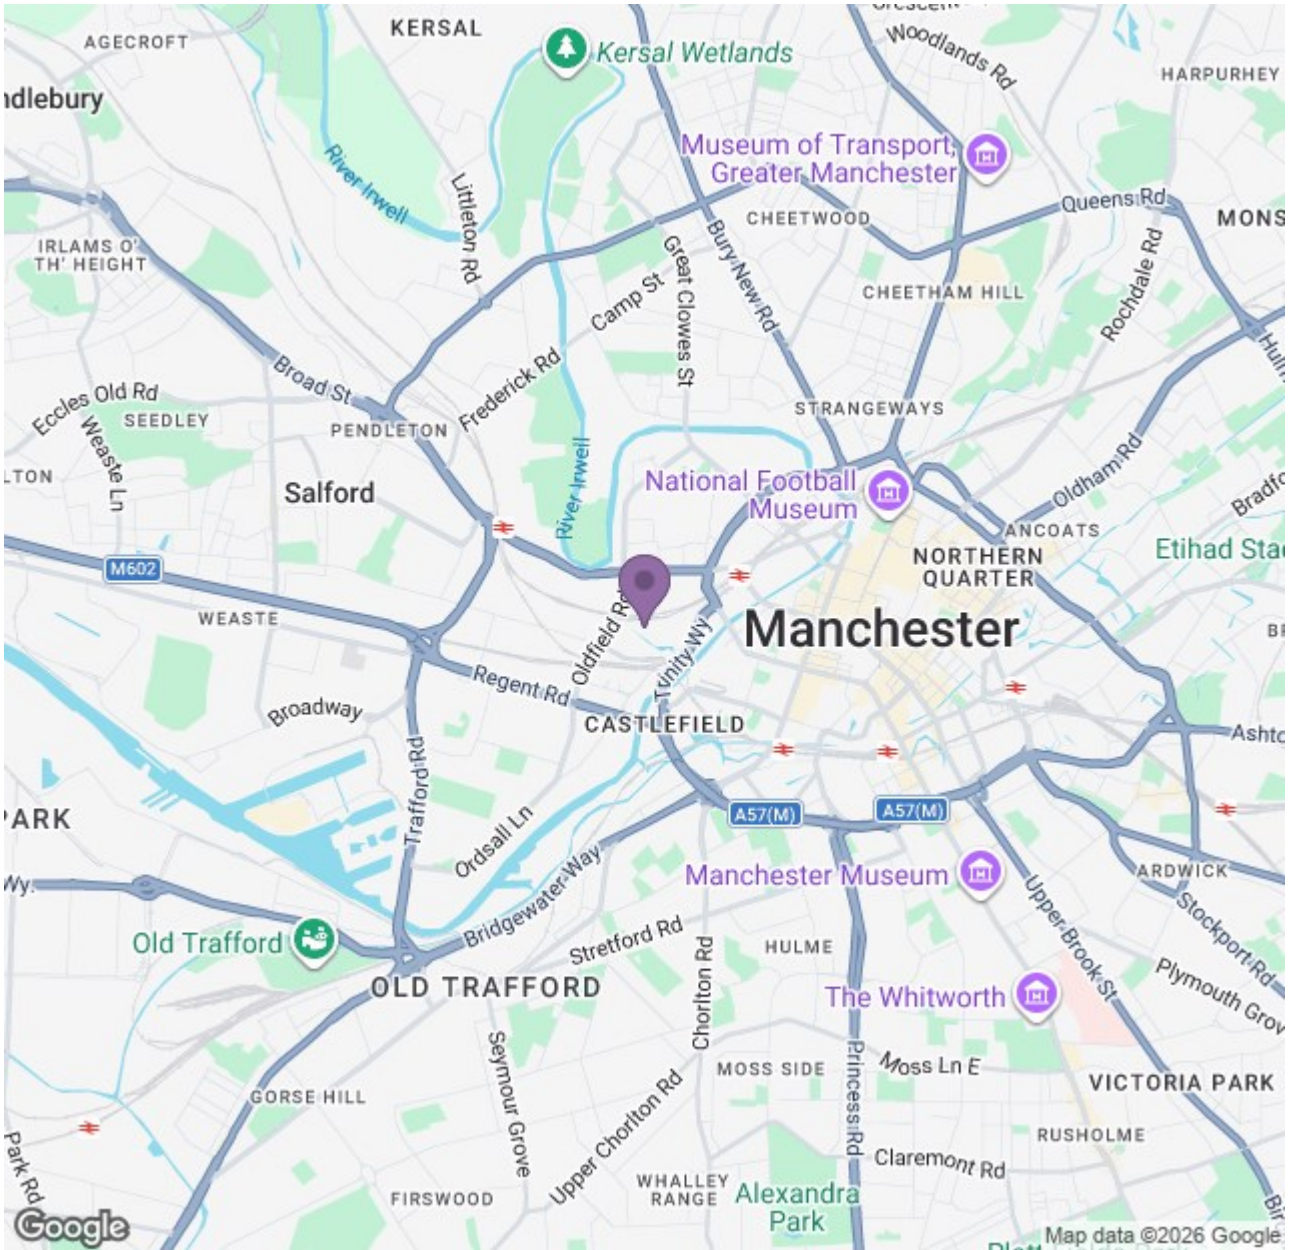 KERSAL
AGECROFT
Kersal Wetlands
Woodlands Rd
HARPURHEY
ndlebury
Museum of Transport,
Greater Manchester
River Irwell
Littleton Rd
CHEETWOOD
Queens Rd
MONS
IRLAMS O'
TH' HEIGHT
Great Clowes St
Bury New Rd
Rochdale Rd
Camp St
CHEETHAM HILL
Broad St
Frederick Rd
Eccles Old Rd
SEEDLEY
Weaste Ln
PENDLETON
STRANGEWAYS
LTON
Salford
River Irwell
National Football
Museum
Oldham Rd
Bradfo
ANCOATS
NORTHERN
QUARTER
Etihad Sta
M602
WEASTE
Oldfield Rd
Trinity Wy
Manchester
Regent Rd
Broadway
CASTLEFIELD
Ashto
Trafford Rd
PARK
Ordsall Ln
A57(M)
A57(M)
Bridgewater Way
Manchester Museum
ARDWICK
Wy.
Upper Brook St
Stockport Rd
Old Trafford
Stretford Rd
HULME
OLD TRAFFORD
Chorlton Rd
The Whitworth
Plymouth Grov
Seymour Grove
Princess Rd
MOSS SIDE
Moss Ln E
VICTORIA PARK
GORSE HILL
Upper Chorlton Rd
RUSHOLME
Park Rd
Claremont Rd
FIRSWOOD
WHALLEY
RANGE
Alexandra
Park
Google
Map data ©2026 Google